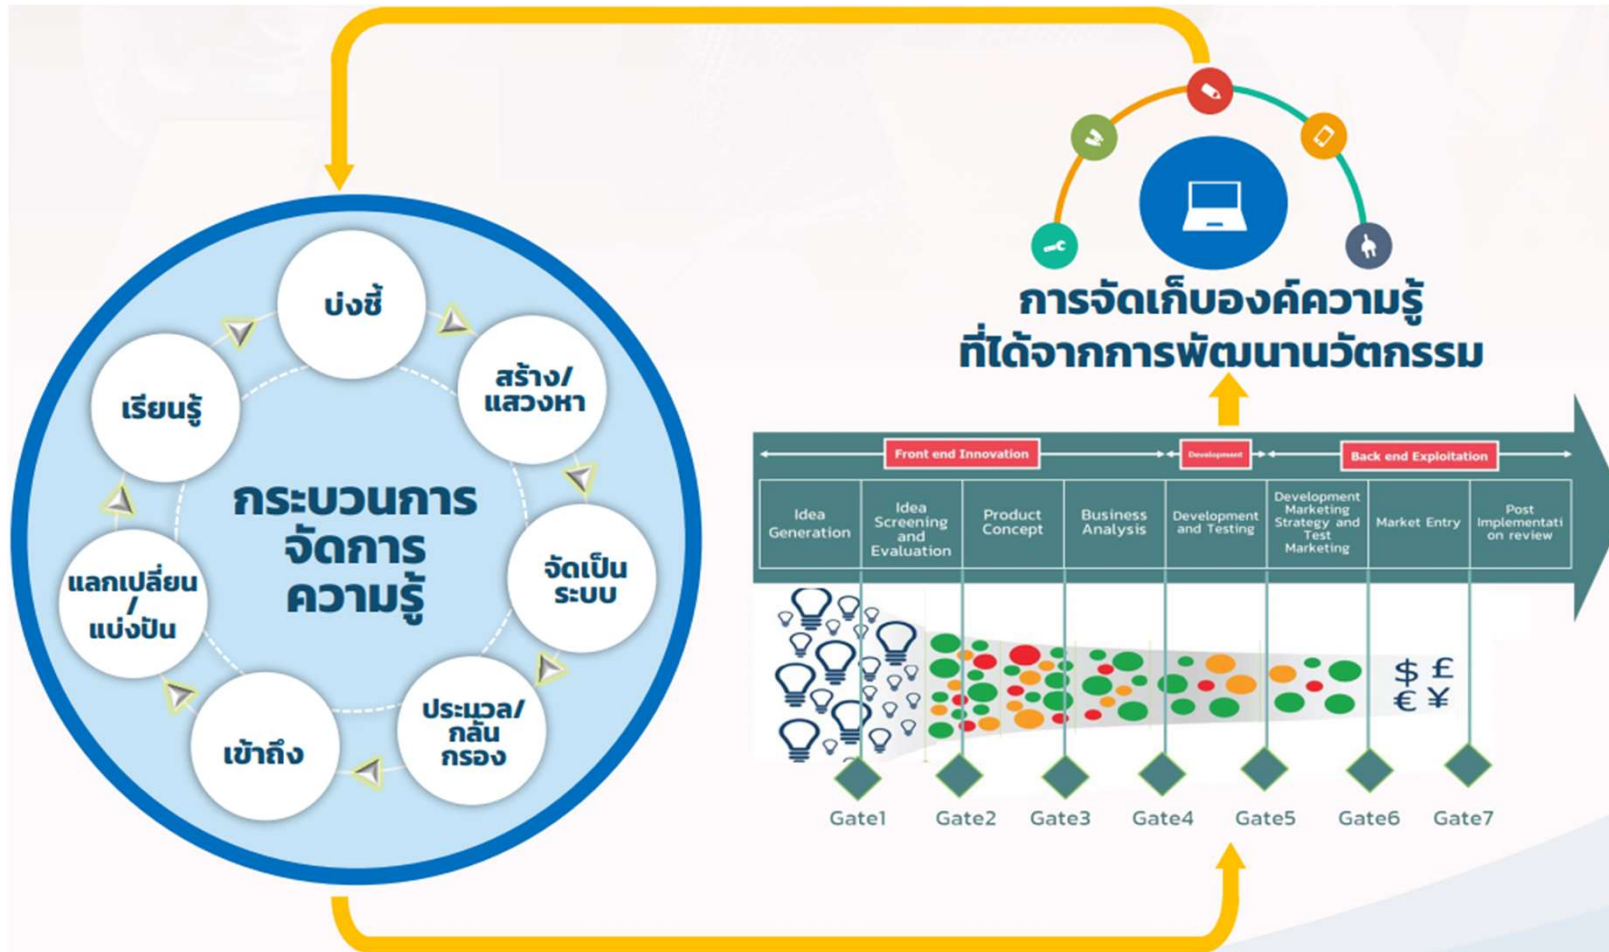 บ่งชี้
สร้าง/
แสวงหา
จัดเป็น
ระบบ
ประมวล/
กลั่น
กรอง
เข้าถึง
แลกเปลี่ยน
/
แบ่งปัน
เรียนรู้
กระบวนการ
จัดการ
ความรู้
การจัดเก็บองค์ความรู้
ที่ได้จากการพัฒนานวัตกรรม
Front end Innovation
Development
Back end Exploitation
Idea
Generation
Idea
Screening
and
Evaluation
Product
Concept
Business
Analysis
Development
and Testing
Development
Marketing
Strategy and
Test
Marketing
Market Entry
Post
Implementati
on review
$ £
€ ¥
Gate1
Gate2
Gate3
Gate4
Gate5
Gate6
Gate7